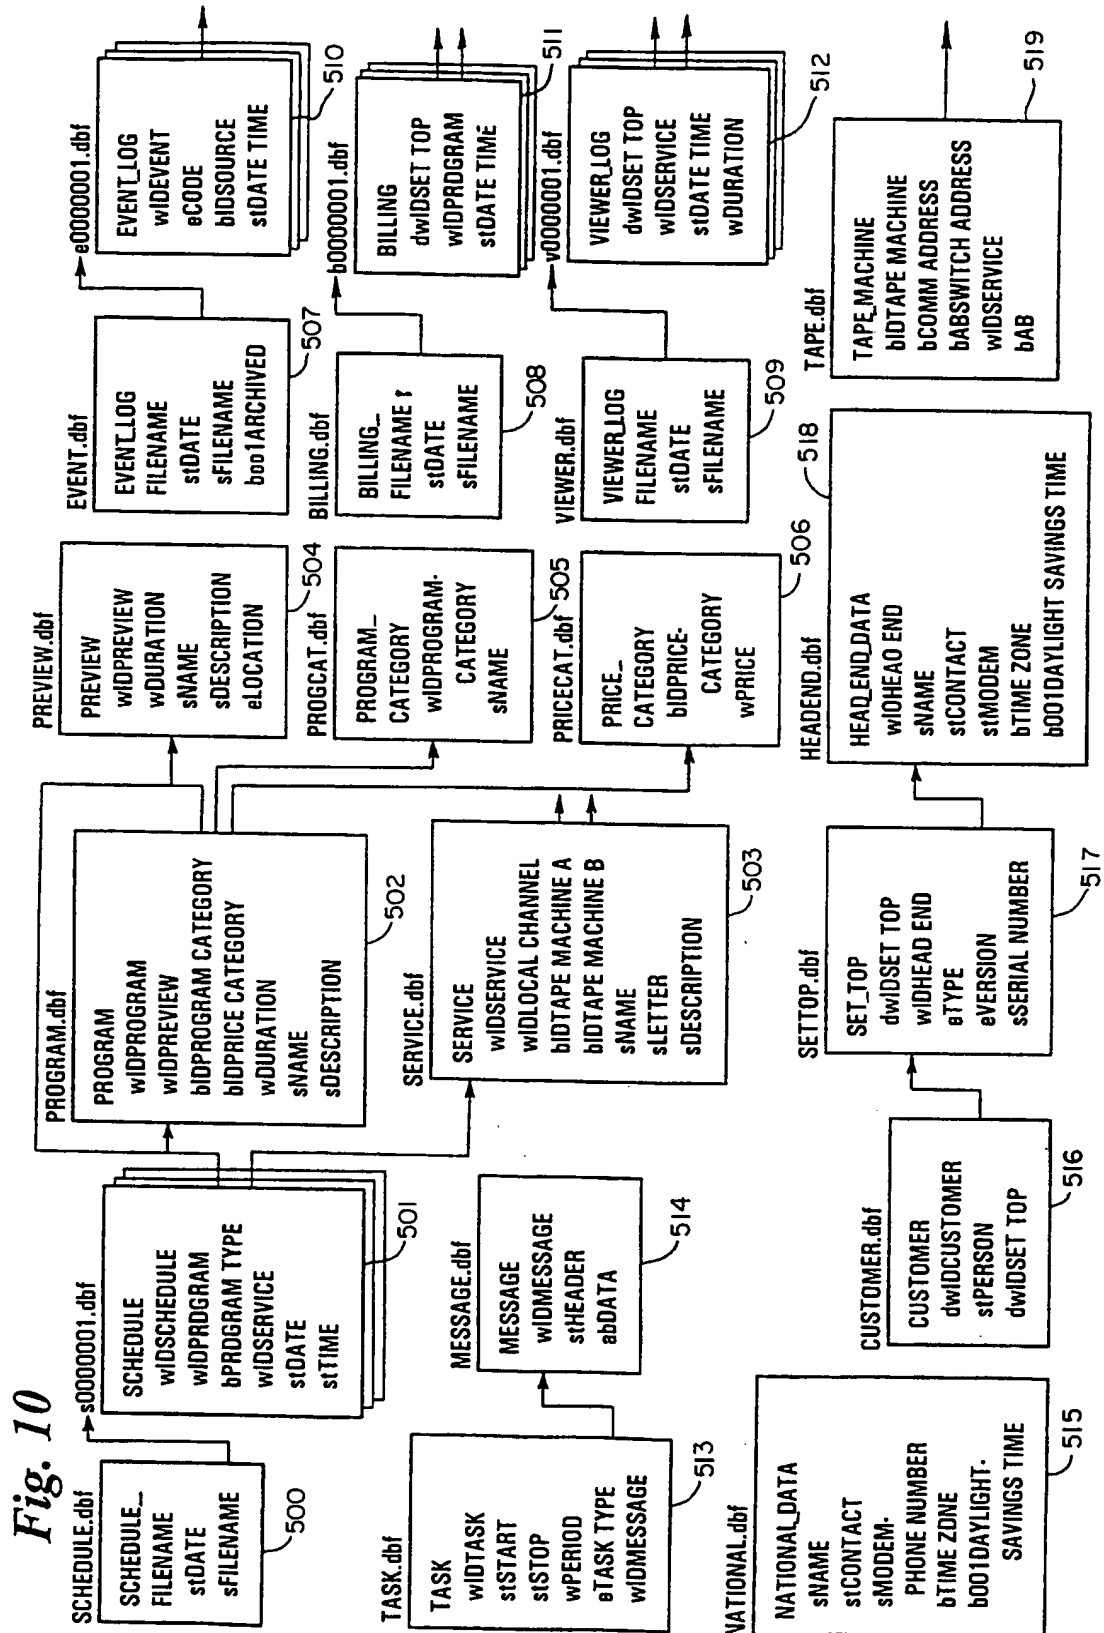 Fig. 10
SCHEDULE.dbf
SCHEDULE_
FILENAME
stDATE
sFILENAME
500
s0000001.dbf
SCHEDULE
wIDSCHEDULE
wIDPRDGRAM
bPRDGRAM TYPE
wIDSERVICE
stDATE
stTIME
501
PROGRAM.dbf
PROGRAM
wIDPROGRAM
wIDPREVIEW
bIDPROGRAM CATEGORY
bIDPRICE CATEGORY
wDURATION
sNAME
sDESCRIPTION
502
PREVIEW.dbf
PREVIEW
wIDPREVIEW
wDURATION
sNAME
sDESCRIPTION
eLOCATION
504
EVENT.dbf
EVENT_LOG
FILENAME
stDATE
sFILENAME
boo1ARCHIVED
507
e0000001.dbf
EVENT_LOG
wIDEVENT
eCODE
bIDSOURCE
stDATE TIME
510
PROGCAT.dbf
PROGRAM_
CATEGORY
wIDPROGRAM-
CATEGORY
sNAME
505
BILLING.dbf
BILLING_
FILENAME
stDATE
sFILENAME
508
b0000001.dbf
BILLING
dwIDSET TOP
wIDPRDGRAM
stDATE TIME
511
TASK.dbf
TASK
wIDTASK
stSTART
stSTOP
wPERIOD
eTASK TYPE
wIDMESSAGE
513
MESSAGE.dbf
MESSAGE
wIDMESSAGE
stHEADER
abDATA
514
SERVICE.dbf
SERVICE
wIDSERVICE
wIDLOCAL CHANNEL
bIDTAPE MACHINE A
bIDTAPE MACHINE B
sNAME
sLETTER
sDESCRIPTION
503
PRICECAT.dbf
PRICE_
CATEGORY
bIDPRICE-
CATEGORY
wPRICE
506
VIEWER.dbf
VIEWER_LOG
FILENAME
stDATE
sFILENAME
509
v0000001.dbf
VIEWER_LOG
dwIDSET TOP
wIDSERVICE
stDATE TIME
wDURATION
512
NATIONAL.dbf
NATIONAL_DATA
sNAME
stCONTACT
sMODEM-
PHONE NUMBER
bTIME ZDNE
b001DAYLIGHT-
SAVINGS TIME
515
CUSTOMER.dbf
CUSTOMER
dwIDCUSTOMER
stPERSON
dwIDSET TOP
516
SETTOP.dbf
SET_TOP
dwIDSET TOP
wIDHEAD END
eTYPE
eVERSION
sSERIAL NUMBER
517
HEADEND.dbf
HEAD_END_DATA
wIOHEAO END
sNAME
stCONTACT
stMODEM
bTIME ZONE
b001DAYLIGHT SAVINGS TIME
518
TAPE.dbf
TAPE_MACHINE
bIDTAPE MACHINE
bCOMM ADDRESS
bABSWITCH ADDRESS
wIDSERVICE
bAB
519